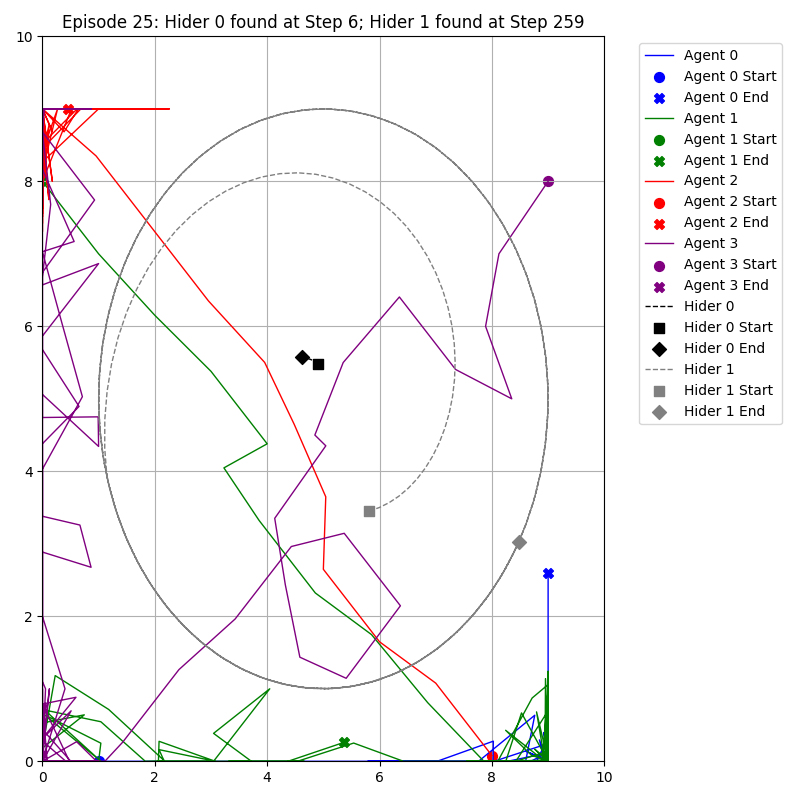 Episode 25: Hider 0 found at Step 6; Hider 1 found at Step 259
10
8
6
4
2
0
0
2
4
6
8
10
Agent 0
Agent 0 Start
Agent 0 End
Agent 1
Agent 1 Start
Agent 1 End
Agent 2
Agent 2 Start
Agent 2 End
Agent 3
Agent 3 Start
Agent 3 End
Hider 0
Hider 0 Start
Hider 0 End
Hider 1
Hider 1 Start
Hider 1 End